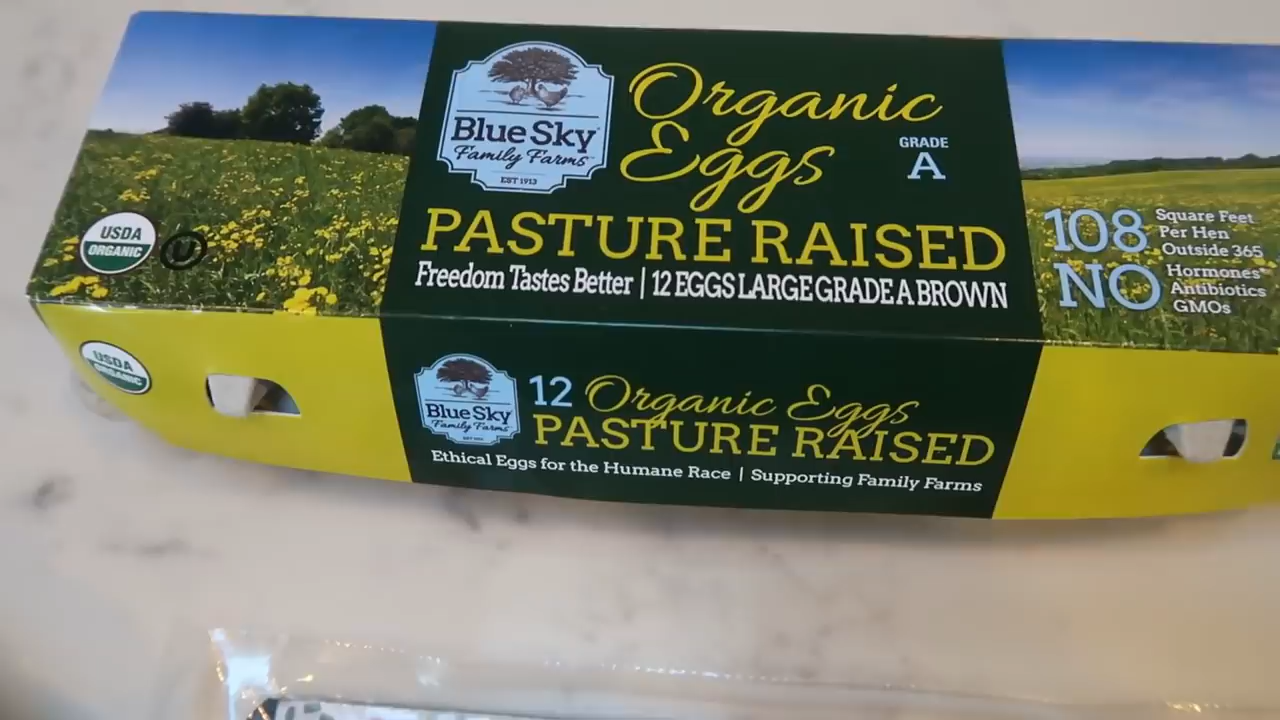 Blue Sky™
Family Farms™
EST 1913
Organic
Eggs
GRADE
A
PASTURE RAISED
Freedom Tastes Better | 12 EGGS LARGE GRADE A BROWN
USDA
ORGANIC
U
108 Square Feet
Per Hen
Outside 365
NO Hormones*
Antibiotics
GMOs
USDA
ORGANIC
Blue Sky
Family Farms
12 Organic Eggs
PASTURE RAISED
Ethical Eggs for the Humane Race | Supporting Family Farms